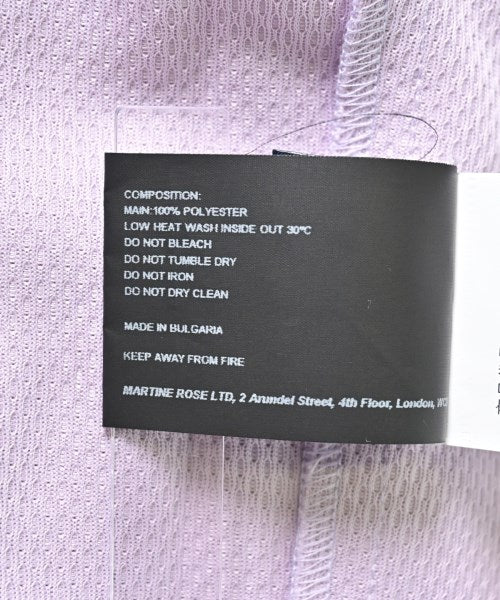 COMPOSITION:
MAIN:100% POLYESTER
LOW HEAT WASH INSIDE OUT 30°C
DO NOT BLEACH
DO NOT TUMBLE DRY
DO NOT IRON
DO NOT DRY CLEAN
MADE IN BULGARIA
KEEP AWAY FROM FIRE
MARTINE ROSE LTD, 2 Arundel Street, 4th Floor, London,